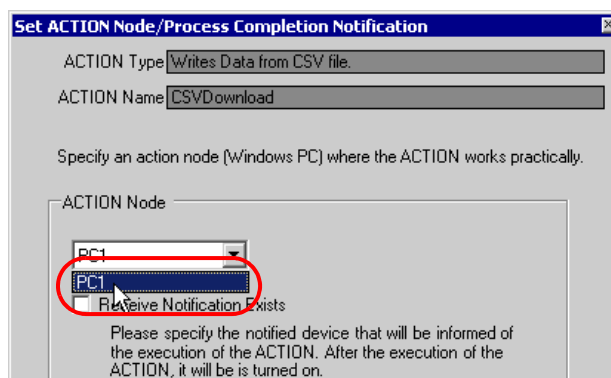 Set ACTION Node/Process Completion Notification
ACTION Type Writes Data from CSV file.
ACTION Name CSVDownload
Specify an action node (Windows PC) where the ACTION works practically.
ACTION Node
PC1
PC1
Receive Notification Exists
Please specify the notified device that will be informed of
the execution of the ACTION. After the execution of the
ACTION, it will be is turned on.